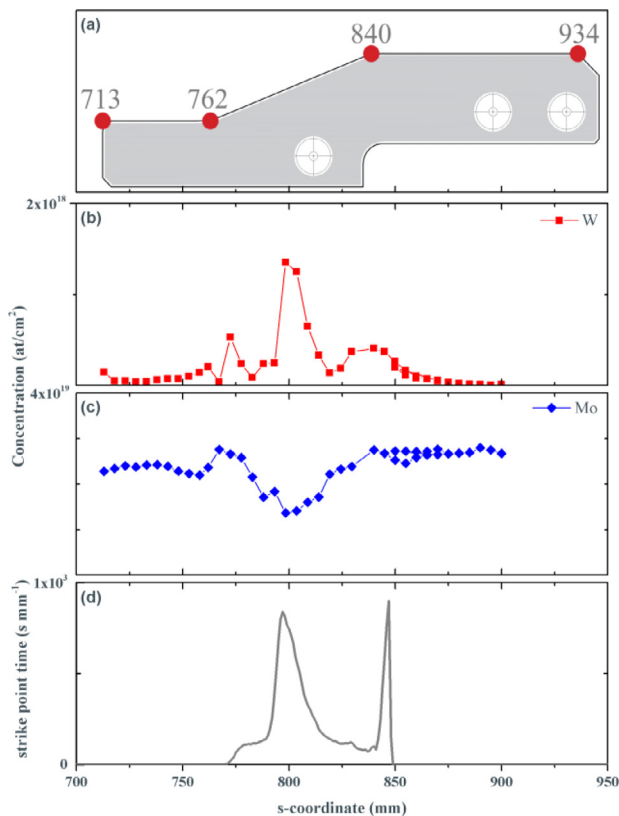 (a)
840
934
713
762
2x10¹⁸
(b)
W
Concentration (at/cm²)
4x10¹⁹
(c)
Mo
1x10³
(d)
strike point time (s mm⁻¹)
0
700 750 800 850 900 950
s-coordinate (mm)